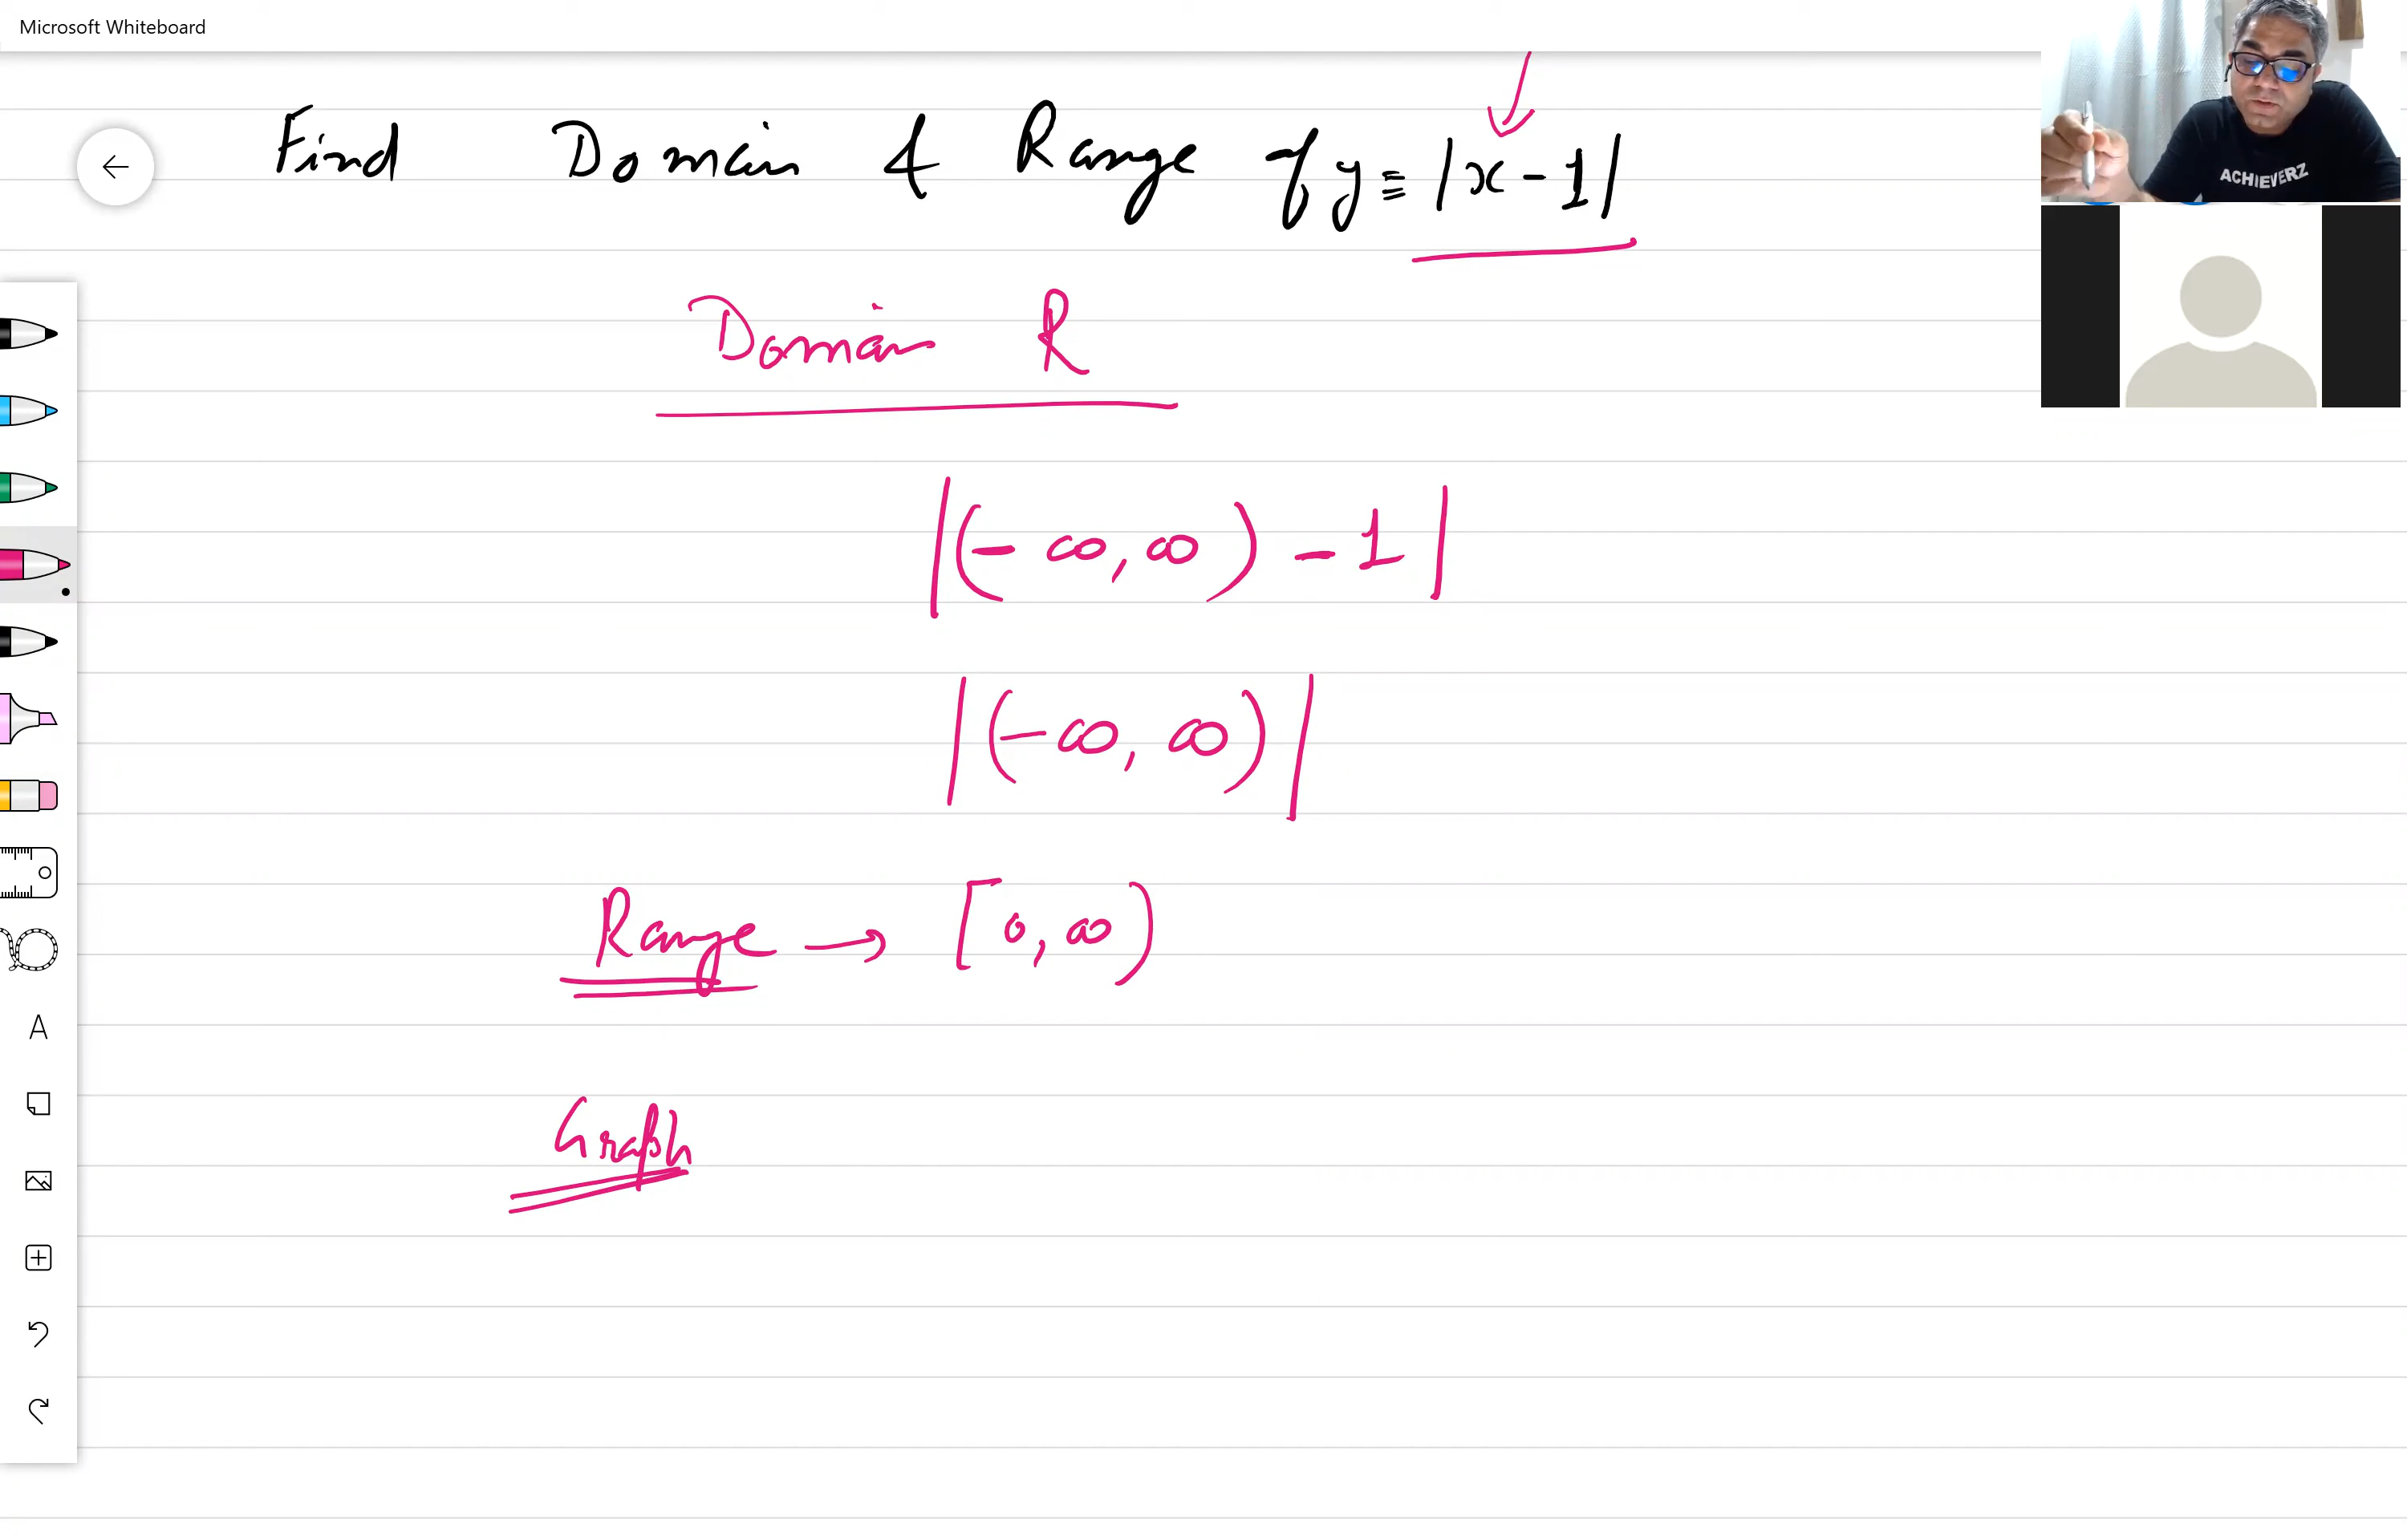 Microsoft Whiteboard
Find Domain & Range of y = |x - 1|
ACHIEVERZ
Domain R
|(-∞, ∞) - 1|
|(-∞, ∞)|
Range → [0, ∞)
A
Graph